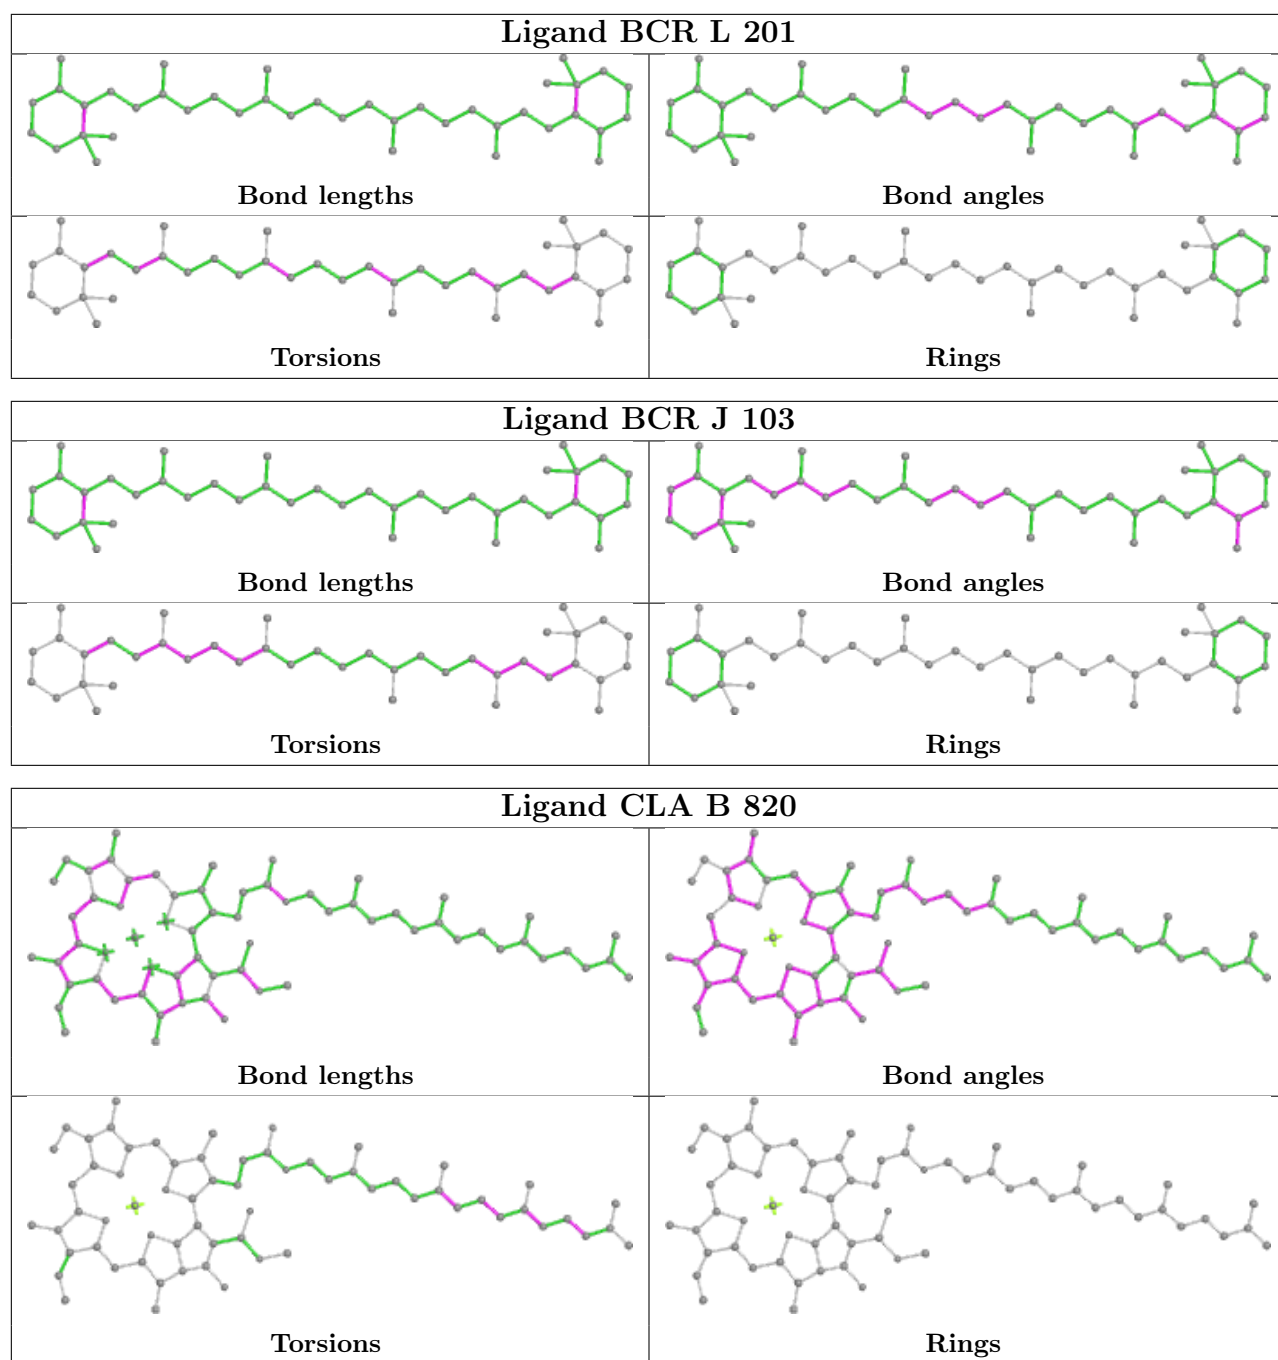 Ligand BCR L 201
Bond lengths
Bond angles
Torsions
Rings
Ligand BCR J 103
Bond lengths
Bond angles
Torsions
Rings
Ligand CLA B 820
Bond lengths
Bond angles
Torsions
Rings